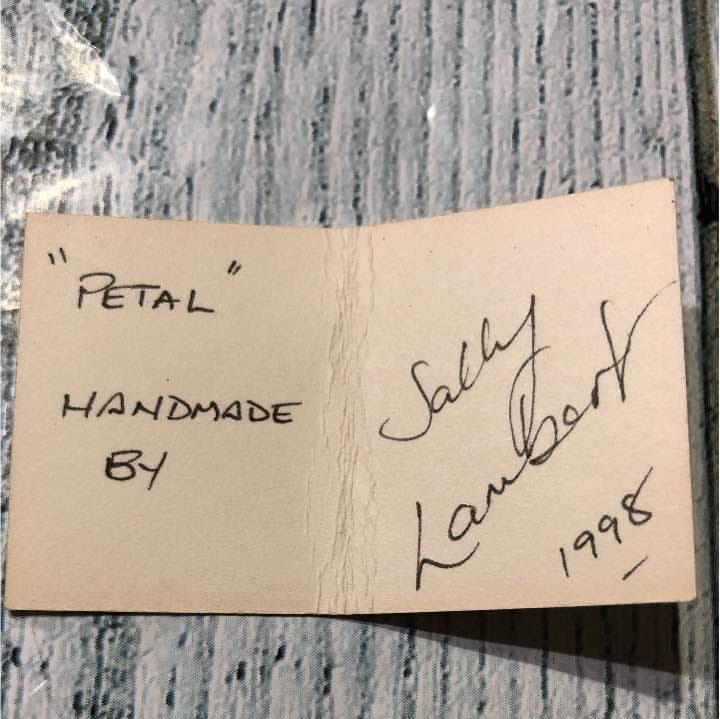 "PETAL"
HANDMADE
BY
Sally
Lambert
1998